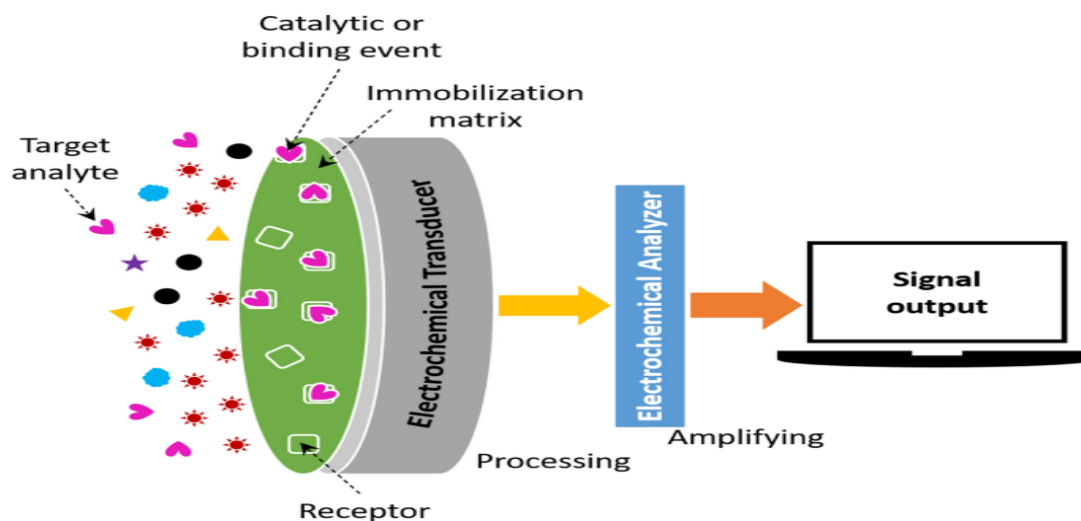 Catalytic or
binding event
Immobilization
matrix
Target
analyte
Electrochemical Transducer
Electrochemical Analyzer
Signal
output
Amplifying
Processing
Receptor